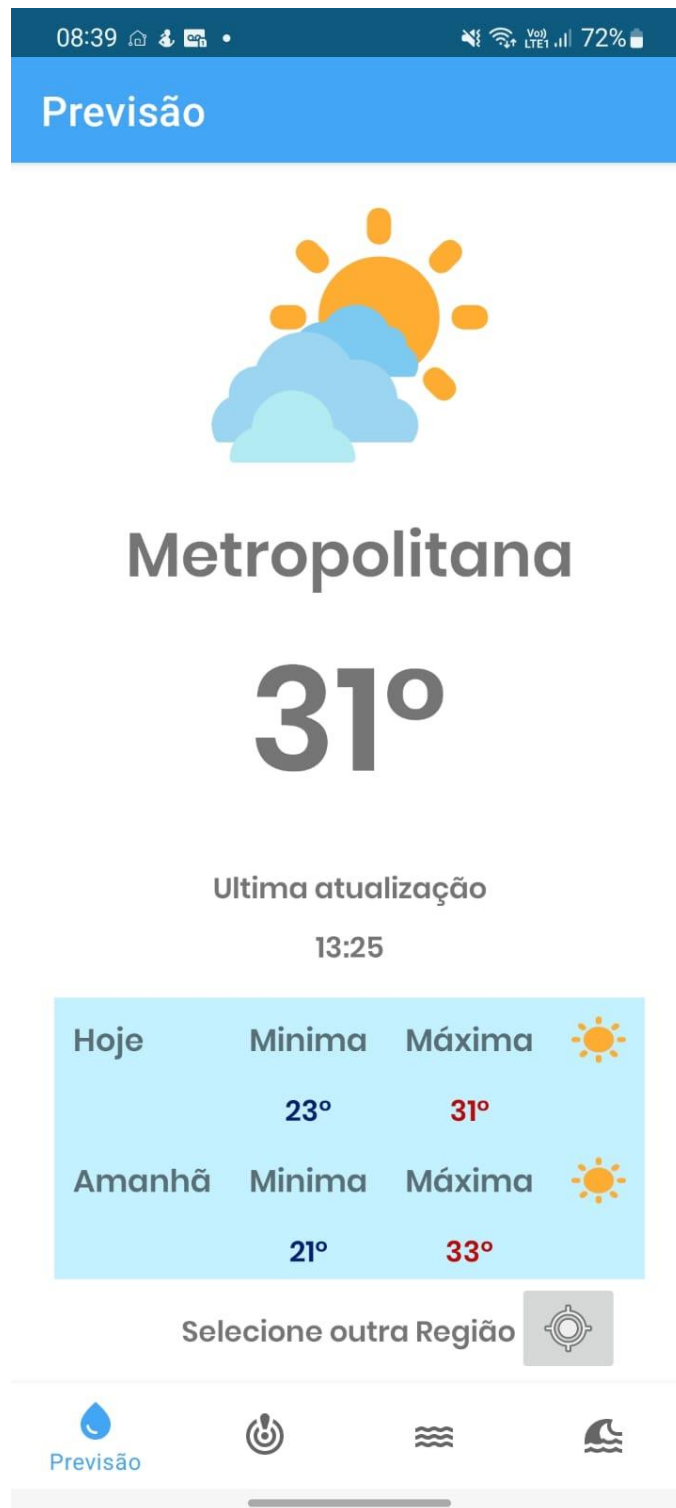 08:39 72%
Previsão
Metropolitana
31º
Ultima atualização
13:25
Hoje Minima Máxima
23º 31º
Amanhã Minima Máxima
21º 33º
Selecione outra Região
Previsão